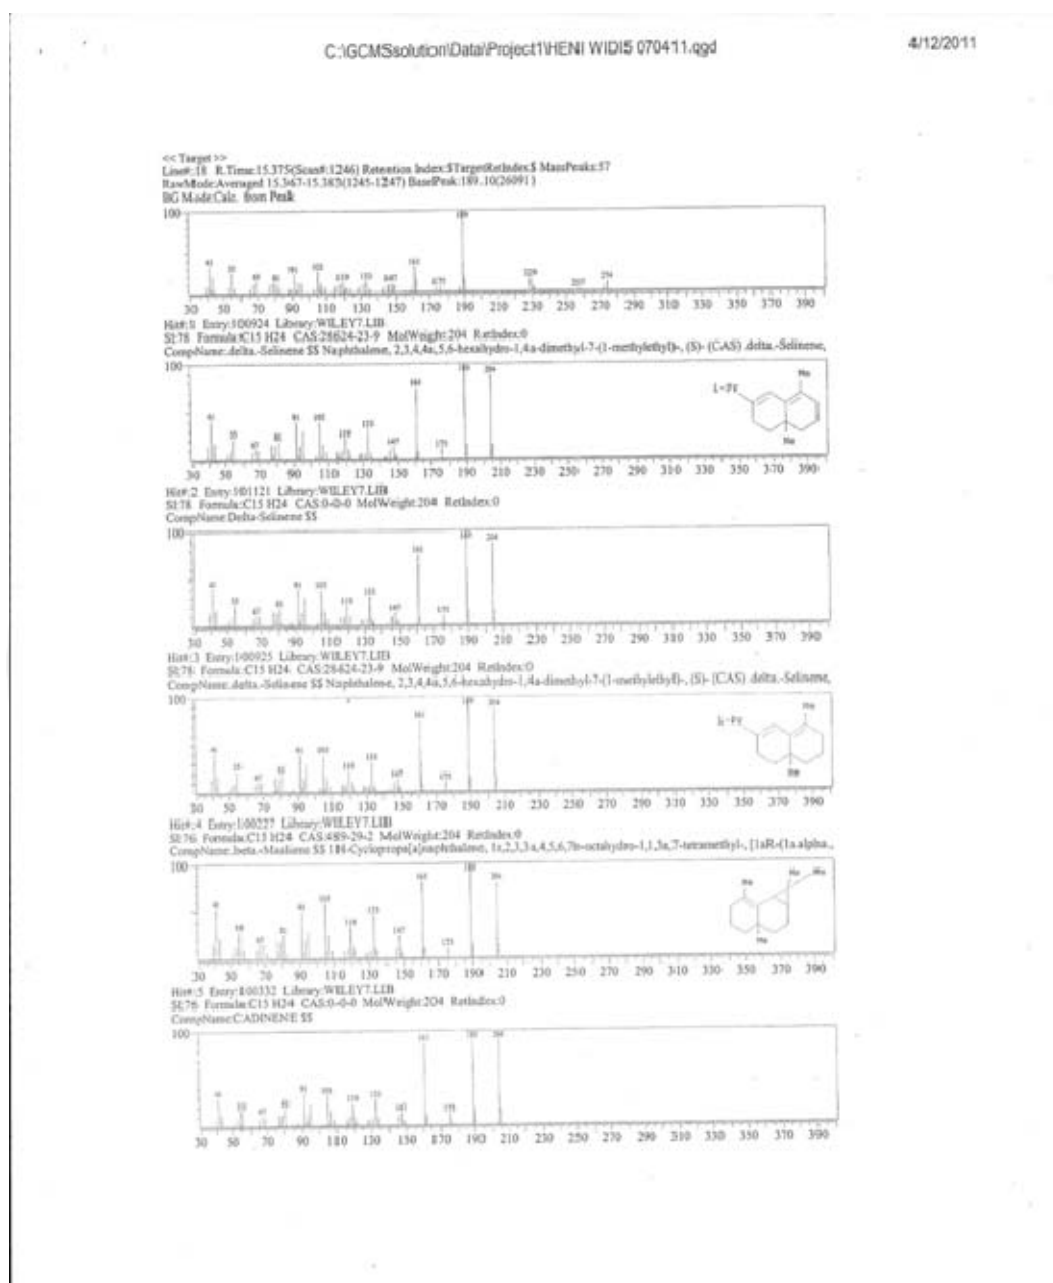 C:\GCMSsolution\Data\Project1\HENI WIDI5 070411.qgd
4/12/2011
<< Target >>
Line#:18 R.Time:15.375(Scan#:1246) Retention Index:$TargetRetIndex$ MassPeaks:57
RawMode:Averaged 15.367-15.383(1245-1247) BasePeak:189.10(26091)
BG Mode:Calc. from Peak
100
30 50 70 90 110 130 150 170 190 210 230 250 270 290 310 330 350 370 390
Hit#:1 Entry:100924 Library:WILEY7.LIB
SI:78 Formula:C15 H24 CAS:28624-23-9 MolWeight:204 RetIndex:0
CompName:delta.-Selinene $$ Naphthalene, 2,3,4,4a,5,6-hexahydro-1,4a-dimethyl-7-(1-methylethyl)-, (S)- (CAS) .delta.-Selinene,
100
i-Pr
Me
Me
30 50 70 90 110 130 150 170 190 210 230 250 270 290 310 330 350 370 390
Hit#:2 Entry:101121 Library:WILEY7.LIB
SI:78 Formula:C15 H24 CAS:0-0-0 MolWeight:204 RetIndex:0
CompName:Delta-Selinene $$
100
30 50 70 90 110 130 150 170 190 210 230 250 270 290 310 330 350 370 390
Hit#:3 Entry:100925 Library:WILEY7.LIB
SI:78 Formula:C15 H24 CAS:28624-23-9 MolWeight:204 RetIndex:0
CompName:.delta.-Selinene $$ Naphthalene, 2,3,4,4a,5,6-hexahydro-1,4a-dimethyl-7-(1-methylethyl)-, (S)- (CAS) .delta.-Selinene,
100
i-Pr
Me
Me
30 50 70 90 110 130 150 170 190 210 230 250 270 290 310 330 350 370 390
Hit#:4 Entry:100227 Library:WILEY7.LIB
SI:76 Formula:C15 H24 CAS:489-29-2 MolWeight:204 RetIndex:0
CompName:.beta.-Maaliene $$ 1H-Cyclopropa[a]naphthalene, 1a,2,3,3a,4,5,6,7b-octahydro-1,1,3a,7-tetramethyl-, [1aR-(1a.alpha.,
100
Me
Me
Me
Me
30 50 70 90 110 130 150 170 190 210 230 250 270 290 310 330 350 370 390
Hit#:5 Entry:100332 Library:WILEY7.LIB
SI:76 Formula:C15 H24 CAS:0-0-0 MolWeight:204 RetIndex:0
CompName:CADINENE $$
100
30 50 70 90 110 130 150 170 190 210 230 250 270 290 310 330 350 370 390